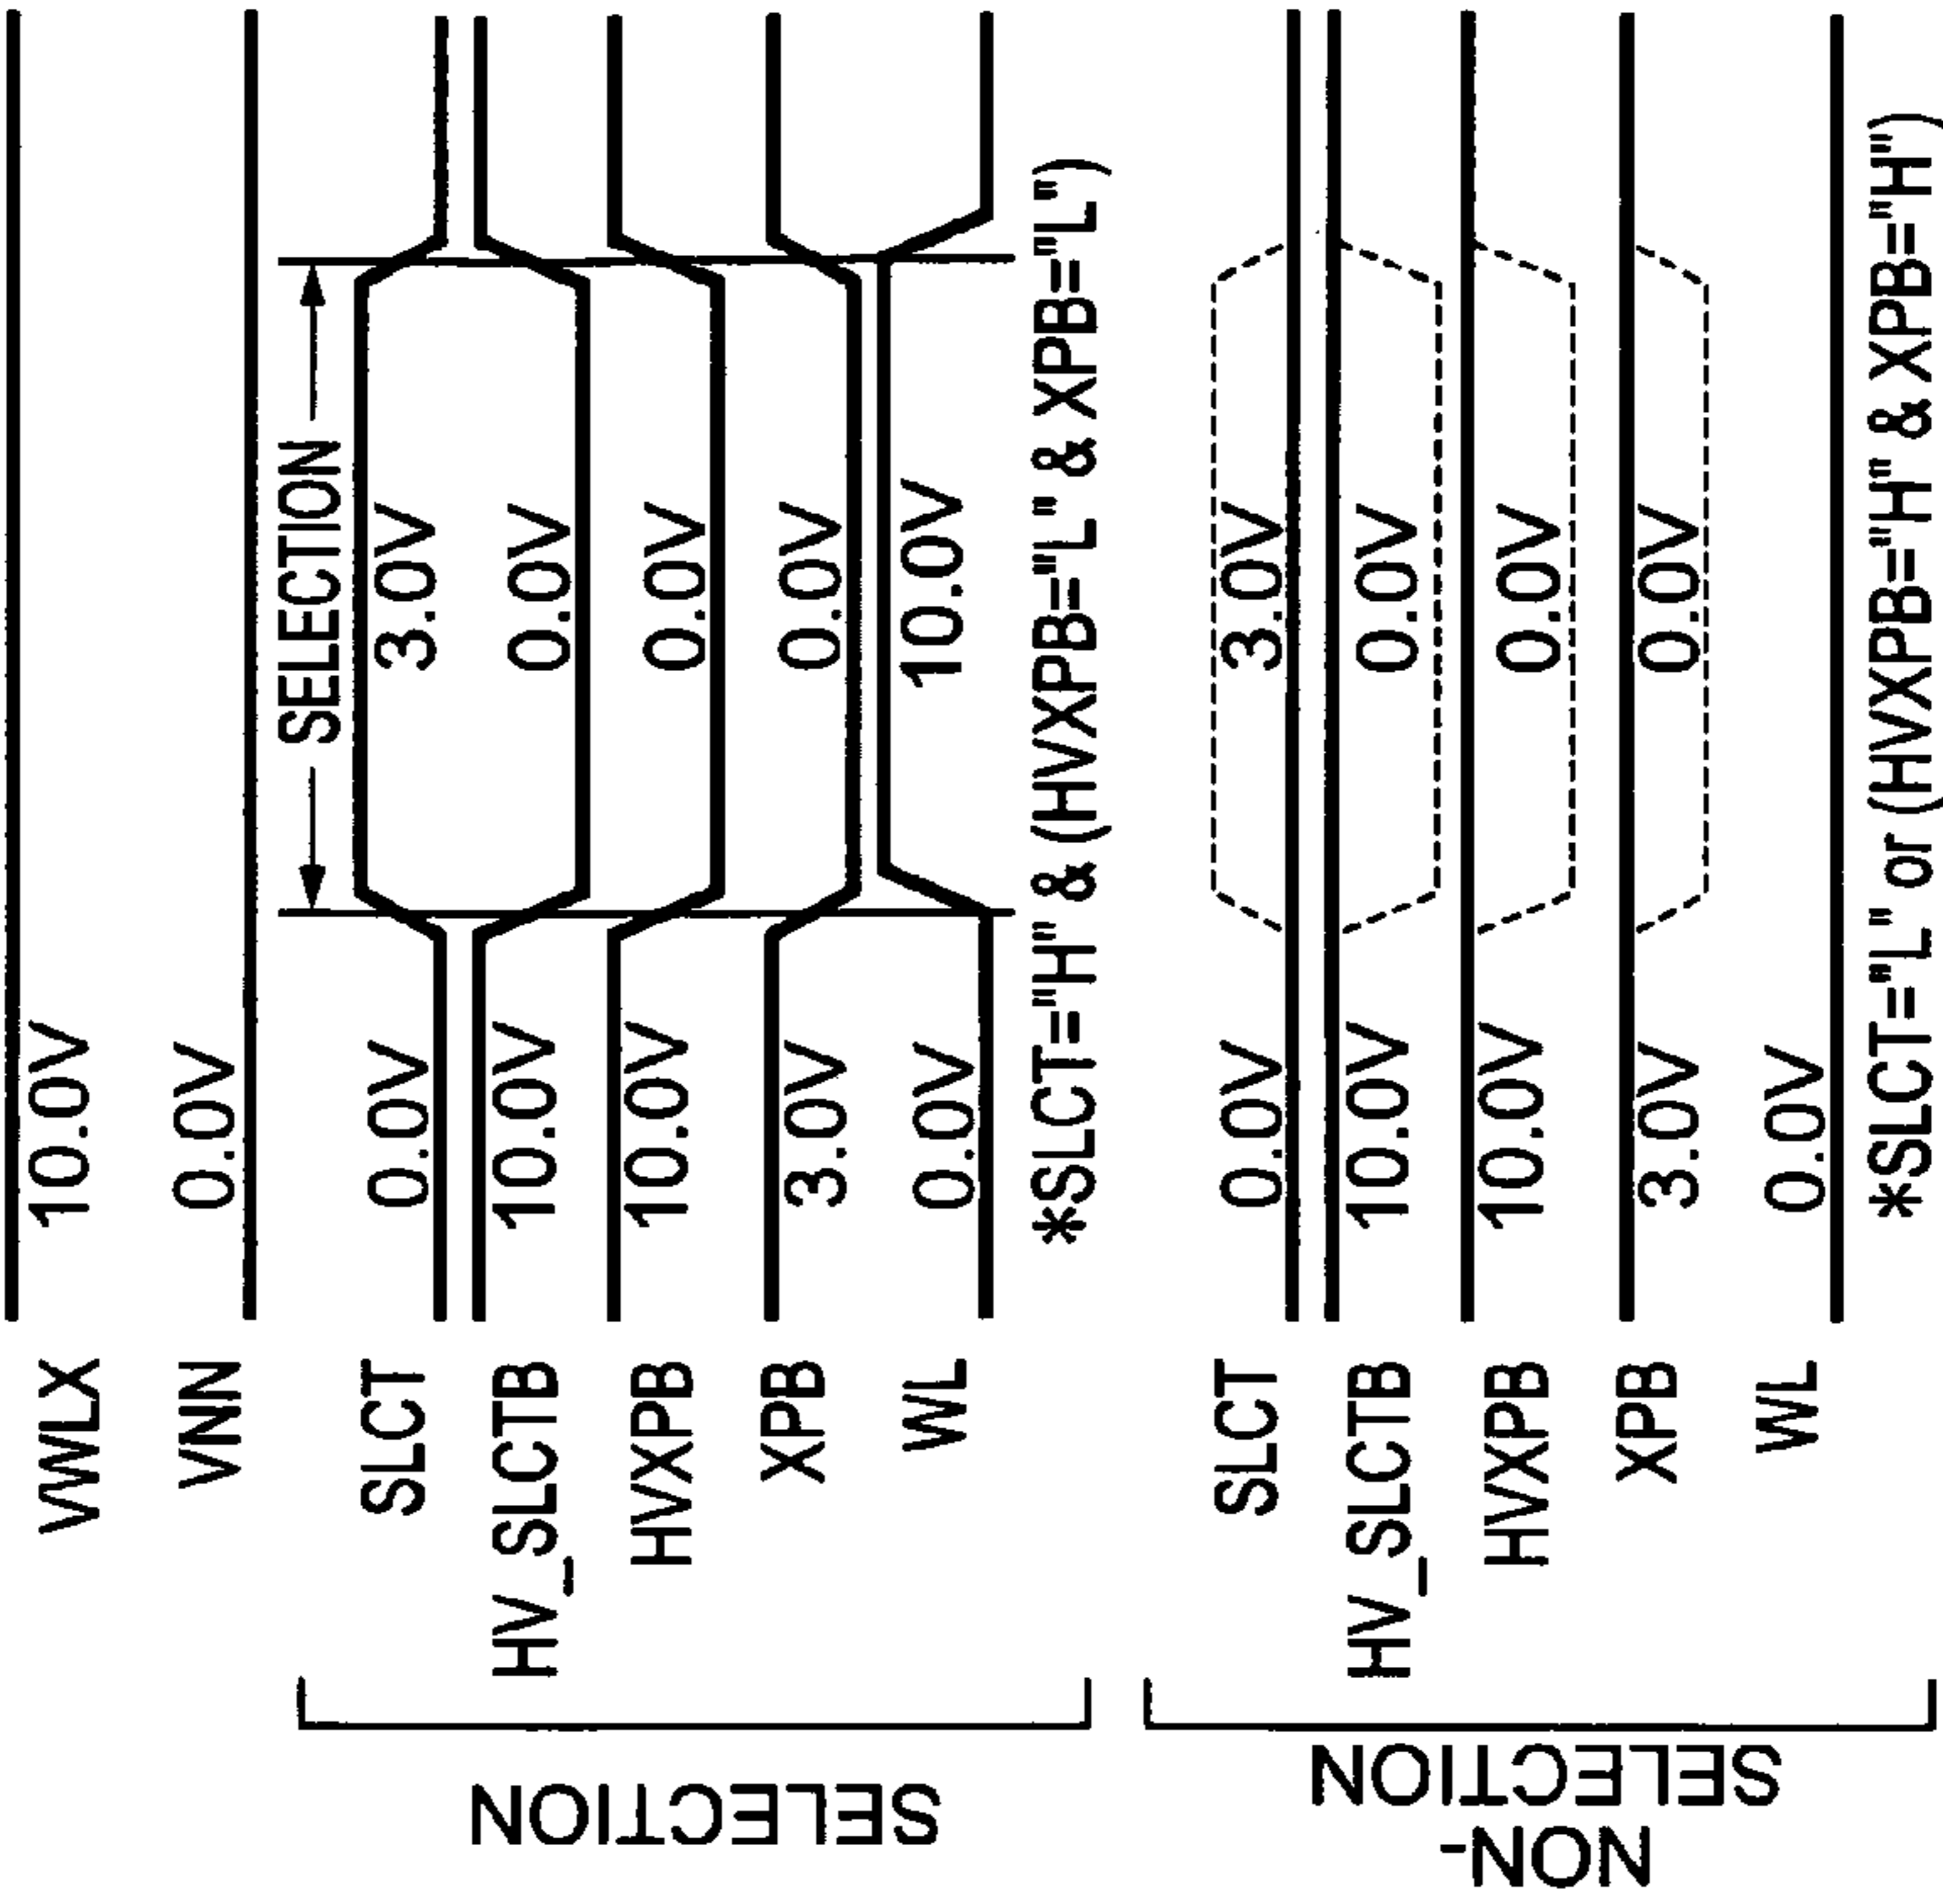 VWLX 10.0V
VNN 0.0V
SELECTION
SELECTION
SLCT 0.0V 3.0V
HV_SLCTB 10.0V 0.0V
HVXPB 10.0V 0.0V
XPB 3.0V 0.0V
WL 0.0V 10.0V
*SLCT="H" & (HVXPB="L" & XPB="L")
NON-
SELECTION
SLCT 0.0V 3.0V
HV_SLCTB 10.0V 0.0V
HVXPB 10.0V 0.0V
XPB 3.0V 0.0V
WL 0.0V
*SLCT="L" or (HVXPB="H" & XPB="H")